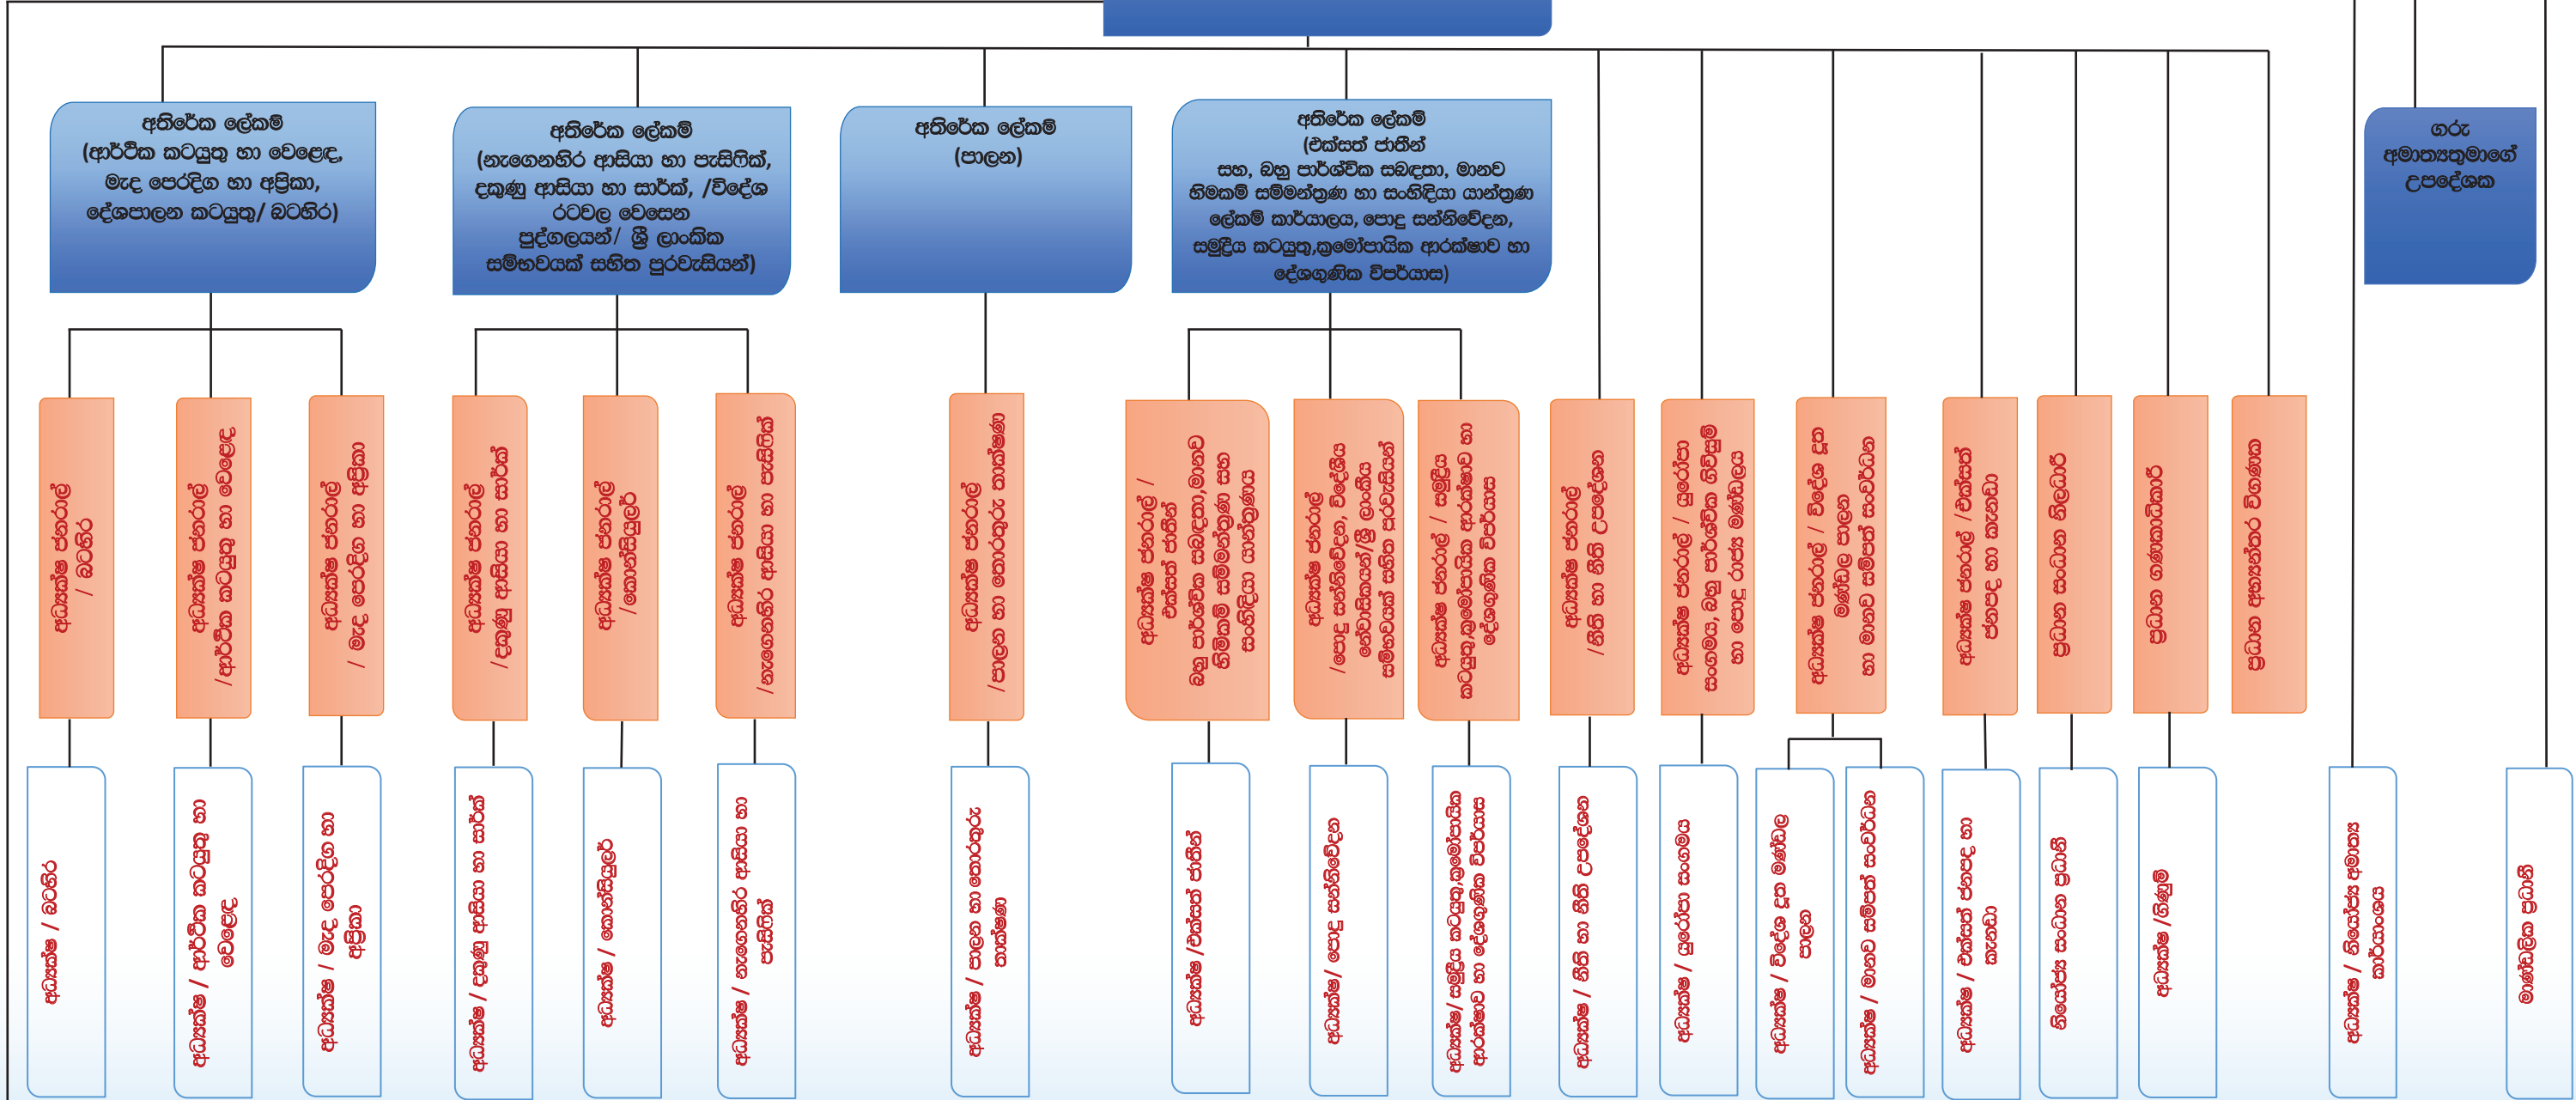 අතිරේක ලේකම්
(ආර්ථික කටයුතු හා වෙළෙඳ,
මැද පෙරදිග හා අප්‍රිකා,
දේශපාලන කටයුතු/ බටහිර)
අතිරේක ලේකම්
(නැගෙනහිර ආසියා හා පැසිෆික්,
දකුණු ආසියා හා සාර්ක්, /විදේශ
රටවල වෙසෙන
පුද්ගලයන්/ ශ්‍රී ලාංකික
සම්භවයක් සහිත පුරවැසියන්)
අතිරේක ලේකම්
(පාලන)
අතිරේක ලේකම්
(එක්සත් ජාතීන්
සහ, බහු පාර්ශ්වික සබඳතා, මානව
හිමිකම් සම්මන්ත්‍රණ හා සංහිඳියා යාන්ත්‍රණ
ලේකම් කාර්යාලය, පොදු සන්නිවේදන,
සමුද්‍රීය කටයුතු,ක්‍රමෝපායික ආරක්ෂාව හා
දේශගුණික විපර්යාස)
ගරු
අමාත්‍යතුමාගේ
උපදේශක
අධ්‍යක්ෂ ජනරාල්
/ බටහිර
අධ්‍යක්ෂ ජනරාල්
/ආර්ථික කටයුතු හා වෙළෙඳ
අධ්‍යක්ෂ ජනරාල්
/ මැද පෙරදිග හා අප්‍රිකා
අධ්‍යක්ෂ ජනරාල්
/දකුණු ආසියා හා සාර්ක්
අධ්‍යක්ෂ ජනරාල්
/කොන්සියුලර්
අධ්‍යක්ෂ ජනරාල්
/නැගෙනහිර ආසියා හා පැසිෆික්
අධ්‍යක්ෂ ජනරාල්
/පාලන හා තොරතුරු තාක්ෂණ
අධ්‍යක්ෂ ජනරාල් /
එක්සත් ජාතීන්
බහු පාර්ශ්වික සබඳතා,මානව
හිමිකම් සම්මන්ත්‍රණ සහ
සංහිඳියා යාන්ත්‍රණය
අධ්‍යක්ෂ ජනරාල්
/පොදු සන්නිවේදන, විදේශීය
නේවාසිකයන්/ශ්‍රී ලාංකීය
සම්භවයක් සහිත පුරවැසියන්
අධ්‍යක්ෂ ජනරාල් / සමුද්‍රීය
කටයුතු,ක්‍රමෝපායික ආරක්ෂාව හා
දේශගුණික විපර්යාස
අධ්‍යක්ෂ ජනරාල්
/නීති හා නීති උපදේශන
අධ්‍යක්ෂ ජනරාල් / යුරෝපා
සංගමය, බහු පාර්ශ්වික ගිවිසුම්
හා පොදු රාජ්‍ය මණ්ඩලය
අධ්‍යක්ෂ ජනරාල් / විදේශ දූත
මණ්ඩල පාලන
හා මානව සම්පත් සංවර්ධන
අධ්‍යක්ෂ ජනරාල් /එක්සත්
ජනපද හා කැනඩා
ප්‍රධාන සංධාන නිලධාරී
ප්‍රධාන ගණකාධිකාරී
ප්‍රධාන අභ්‍යන්තර විගණක
අධ්‍යක්ෂ / බටහිර
අධ්‍යක්ෂ / ආර්ථික කටයුතු හා
වෙළෙඳ
අධ්‍යක්ෂ / මැද පෙරදිග හා
අප්‍රිකා
අධ්‍යක්ෂ / දකුණු ආසියා හා සාර්ක්
අධ්‍යක්ෂ / කොන්සියුලර්
අධ්‍යක්ෂ / නැගෙනහිර ආසියා හා
පැසිෆික්
අධ්‍යක්ෂ / පාලන හා තොරතුරු
තාක්ෂණ
අධ්‍යක්ෂ /එක්සත් ජාතීන්
අධ්‍යක්ෂ/ පොදු සන්නිවේදන
අධ්‍යක්ෂ/ සමුද්‍රීය කටයුතු,ක්‍රමෝපායික
ආරක්ෂාව හා දේශගුණික විපර්යාස
අධ්‍යක්ෂ / නීති හා නීති උපදේශන
අධ්‍යක්ෂ / යුරෝපා සංගමය
අධ්‍යක්ෂ / විදේශ දූත මණ්ඩල
පාලන
අධ්‍යක්ෂ / මානව සම්පත් සංවර්ධන
අධ්‍යක්ෂ / එක්සත් ජනපද හා
කැනඩා
නියෝජ්‍ය සංධාන ප්‍රධානී
අධ්‍යක්ෂ /ගිණුම්
අධ්‍යක්ෂ / නියෝජ්‍ය අමාත්‍ය
කාර්යාංශය
මාණ්ඩලික ප්‍රධානී